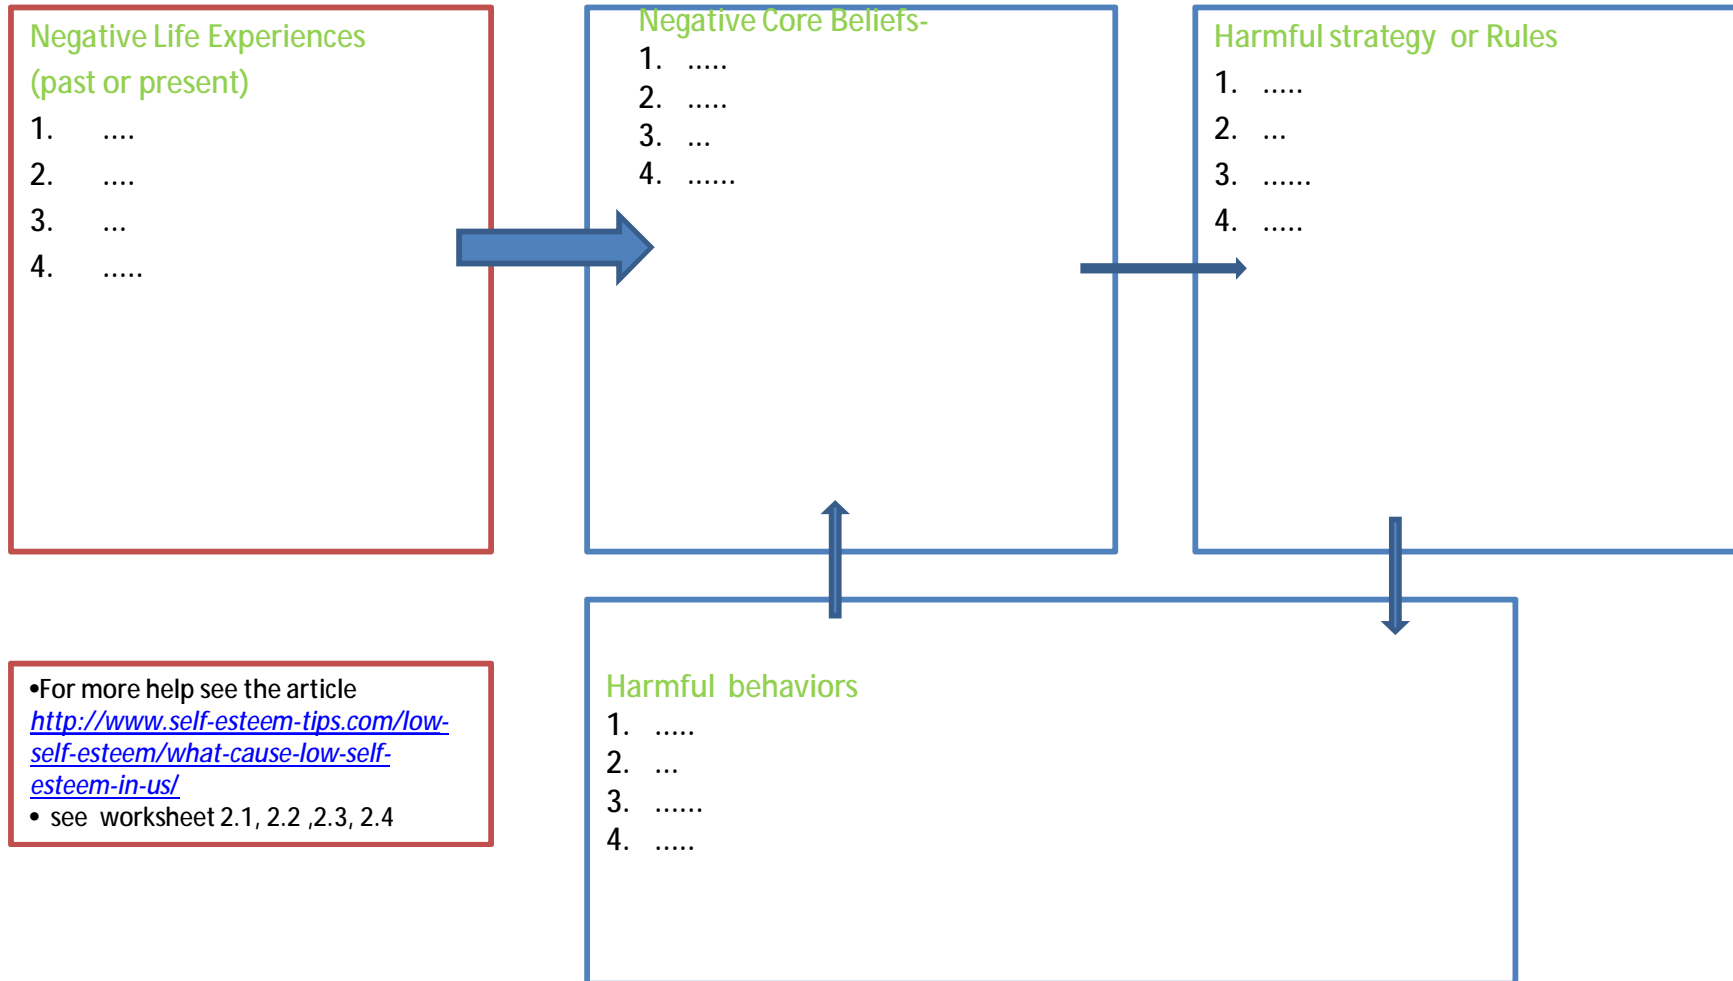 Negative Life Experiences
(past or present)
1. ....
2. ....
3. ...
4. .....
Negative Core Beliefs-
1. .....
2. .....
3. ...
4. ......
Harmful strategy or Rules
1. .....
2. ...
3. ......
4. .....
•For more help see the article
http://www.self-esteem-tips.com/low-
self-esteem/what-cause-low-self-
esteem-in-us/
• see worksheet 2.1, 2.2 ,2.3, 2.4
Harmful behaviors
1. .....
2. ...
3. ......
4. .....